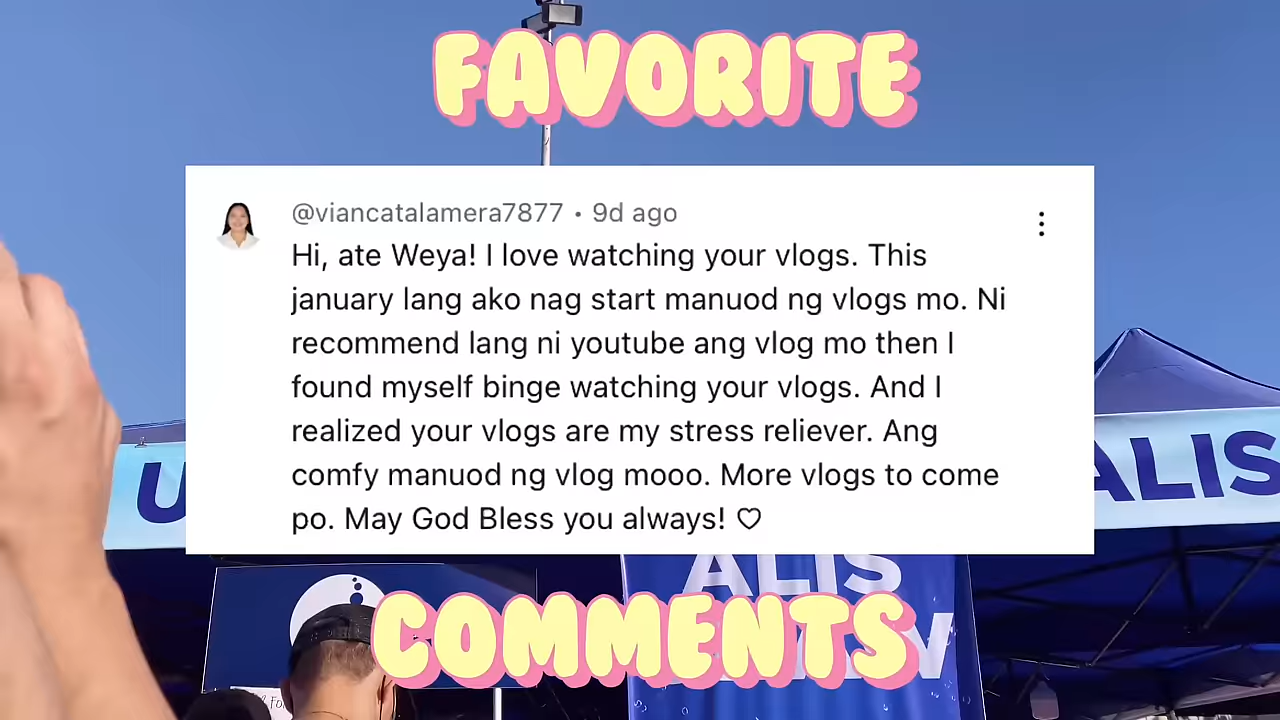 FAVORITE
@viancatalamera7877 • 9d ago
Hi, ate Weya! I love watching your vlogs. This
january lang ako nag start manuod ng vlogs mo. Ni
recommend lang ni youtube ang vlog mo then I
found myself binge watching your vlogs. And I
realized your vlogs are my stress reliever. Ang
comfy manuod ng vlog mooo. More vlogs to come
po. May God Bless you always! ♡
ALIS
ALIS
COMMENTS